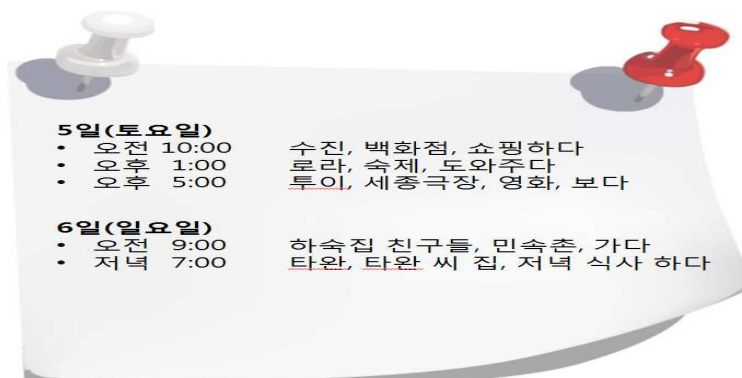 5일(토요일)
• 오전 10:00 수진, 백화점, 쇼핑하다
• 오후 1:00 로라, 숙제, 도와주다
• 오후 5:00 투이, 세종극장, 영화, 보다
6일(일요일)
• 오전 9:00 하숙집 친구들, 민속촌, 가다
• 저녁 7:00 타완, 타완 씨 집, 저녁 식사 하다